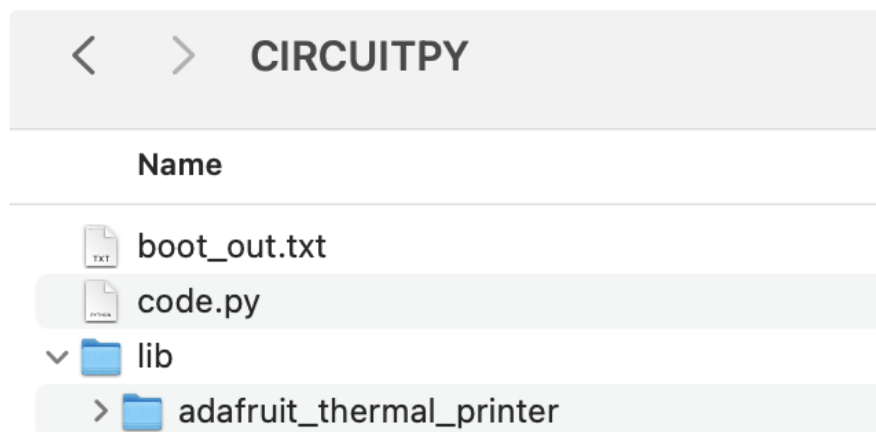 CIRCUITPY
Name
TXT
boot_out.txt
PYTHON
code.py
lib
adafruit_thermal_printer